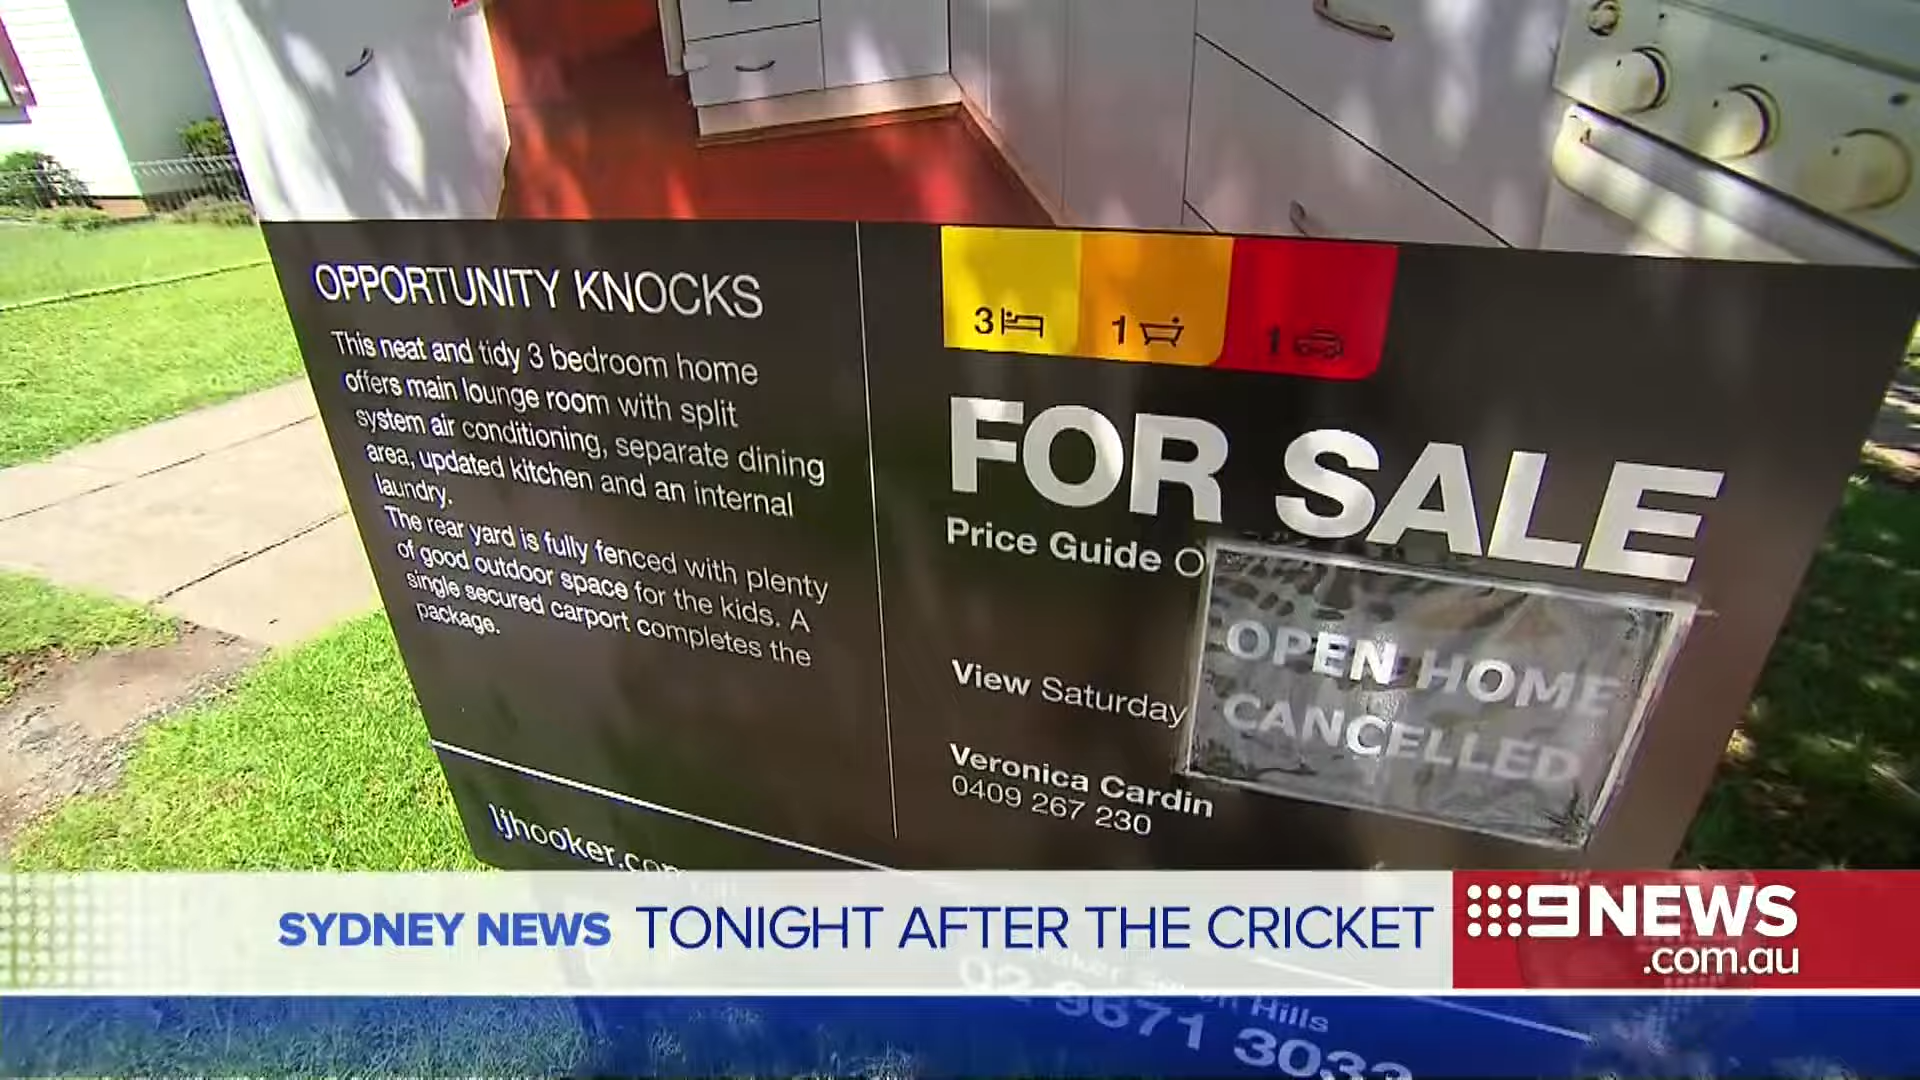 OPPORTUNITY KNOCKS
This neat and tidy 3 bedroom home
offers main lounge room with split
system air conditioning, separate dining
area, updated kitchen and an internal
laundry.
The rear yard is fully fenced with plenty
of good outdoor space for the kids. A
single secured carport completes the
package.
ljhooker.com
3 1 1
FOR SALE
Price Guide O
View Saturday
OPEN HOME
CANCELLED
Veronica Cardin
0409 267 230
SYDNEY NEWS TONIGHT AFTER THE CRICKET
9NEWS
.com.au
Hills
02 9671 303